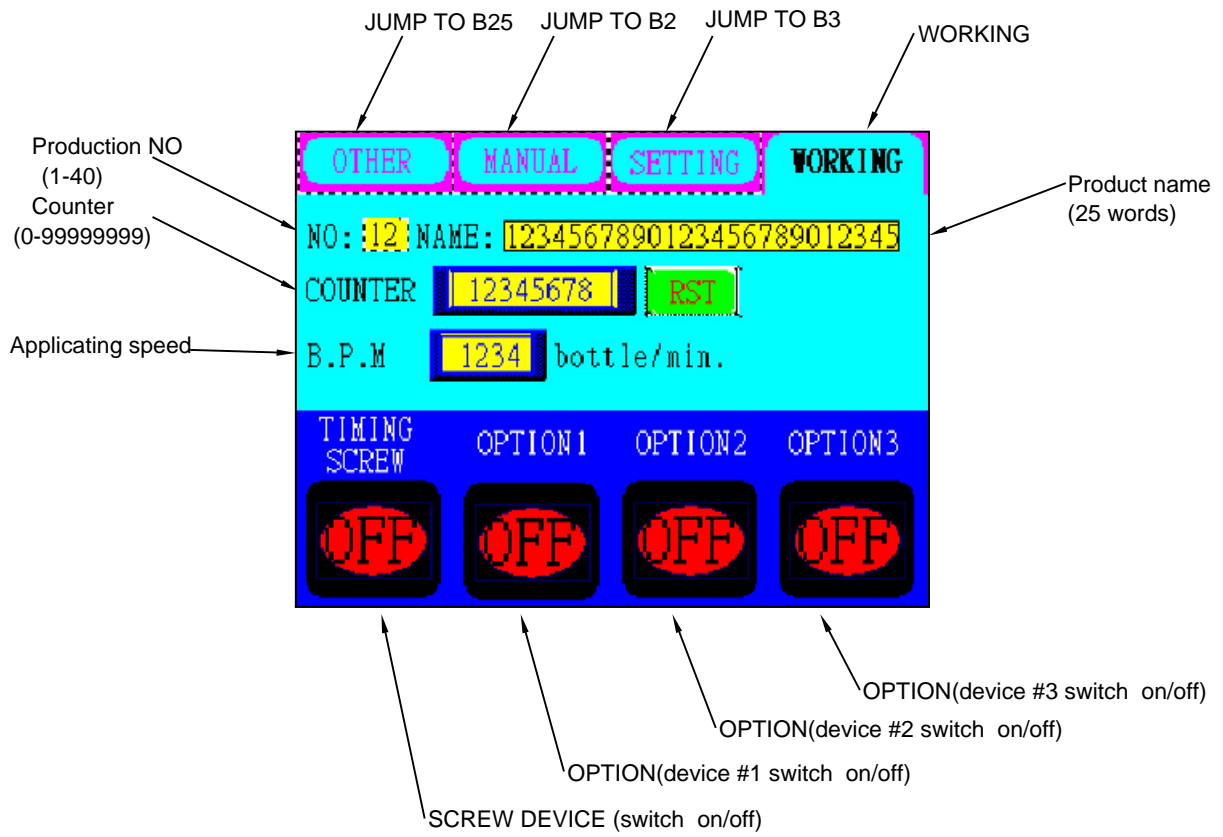 JUMP TO B25 JUMP TO B2 JUMP TO B3 WORKING
OTHER MANUAL SETTING WORKING
Production NO
(1-40)
Counter
(0-99999999)
Product name
(25 words)
NO: 12 NAME: 1234567890123456789012345
COUNTER 12345678 RST
Applicating speed
B.P.M 1234 bottle/min.
TIMING
SCREW
OPTION1 OPTION2 OPTION3
OFF OFF OFF OFF
OPTION(device #3 switch on/off)
OPTION(device #2 switch on/off)
OPTION(device #1 switch on/off)
SCREW DEVICE (switch on/off)